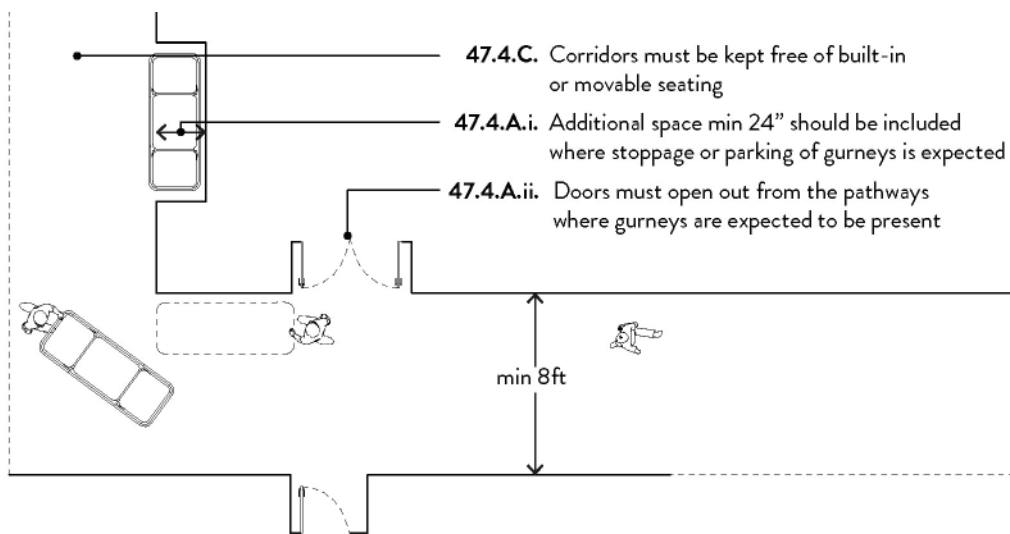 47.4.C. Corridors must be kept free of built-in
or movable seating
47.4.A.i. Additional space min 24” should be included
where stoppage or parking of gurneys is expected
47.4.A.ii. Doors must open out from the pathways
where gurneys are expected to be present
min 8ft